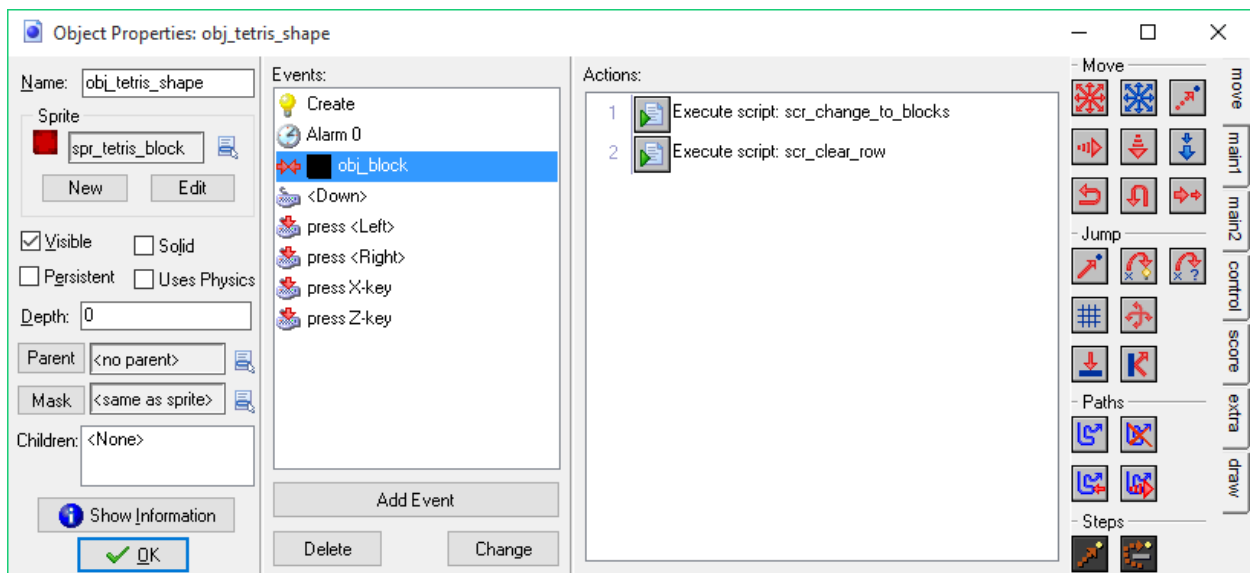 Object Properties: obj_tetris_shape
Name: obj_tetris_shape
Sprite
spr_tetris_block
New Edit
Visible Solid
Persistent Uses Physics
Depth: 0
Parent <no parent>
Mask <same as sprite>
Children: <None>
Show Information
OK
Events:
Create
Alarm 0
obj_block
<Down>
press <Left>
press <Right>
press X-key
press Z-key
Add Event
Delete Change
Actions:
1 Execute script: scr_change_to_blocks
2 Execute script: scr_clear_row
Move
Jump
Paths
Steps
move
main1
main2
control
score
extra
draw